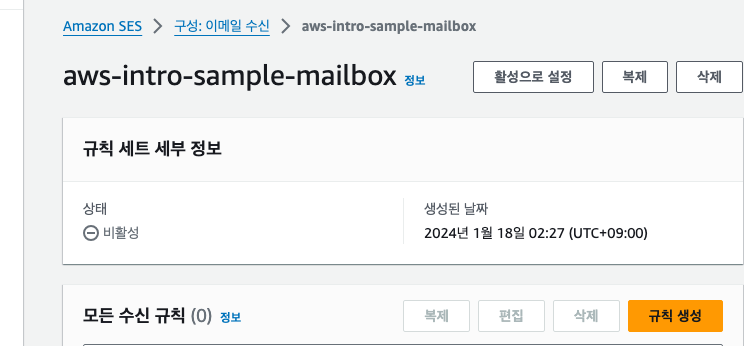 Amazon SES > 구성: 이메일 수신 > aws-intro-sample-mailbox
aws-intro-sample-mailbox 정보 활성으로 설정 복제 삭제
규칙 세트 세부 정보
상태 생성된 날짜
비활성 2024년 1월 18일 02:27 (UTC+09:00)
모든 수신 규칙 (0) 정보 복제 편집 삭제 규칙 생성